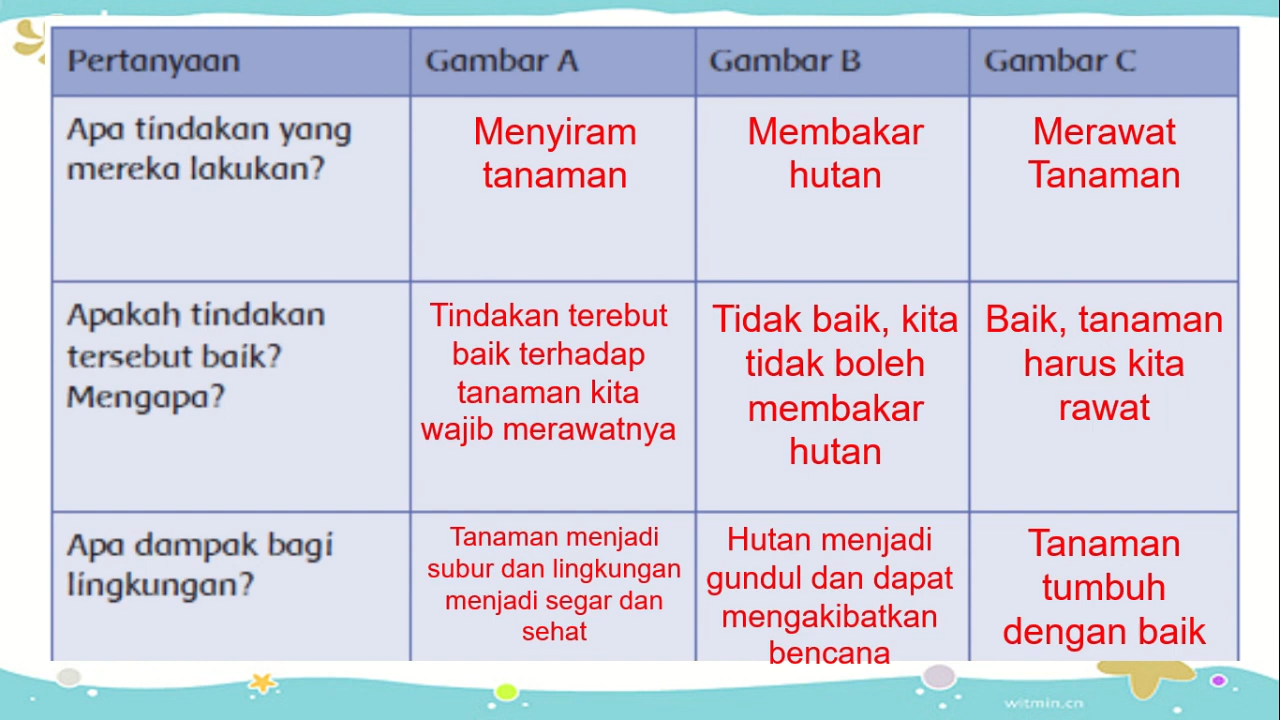 Pertanyaan
Gambar A
Gambar B
Gambar C
Apa tindakan yang
mereka lakukan?
Menyiram
tanaman
Membakar
hutan
Merawat
Tanaman
Apakah tindakan
tersebut baik?
Mengapa?
Tindakan terebut
baik terhadap
tanaman kita
wajib merawatnya
Tidak baik, kita
tidak boleh
membakar
hutan
Baik, tanaman
harus kita
rawat
Apa dampak bagi
lingkungan?
Tanaman menjadi
subur dan lingkungan
menjadi segar dan
sehat
Hutan menjadi
gundul dan dapat
mengakibatkan
bencana
Tanaman
tumbuh
dengan baik
witmin.cn